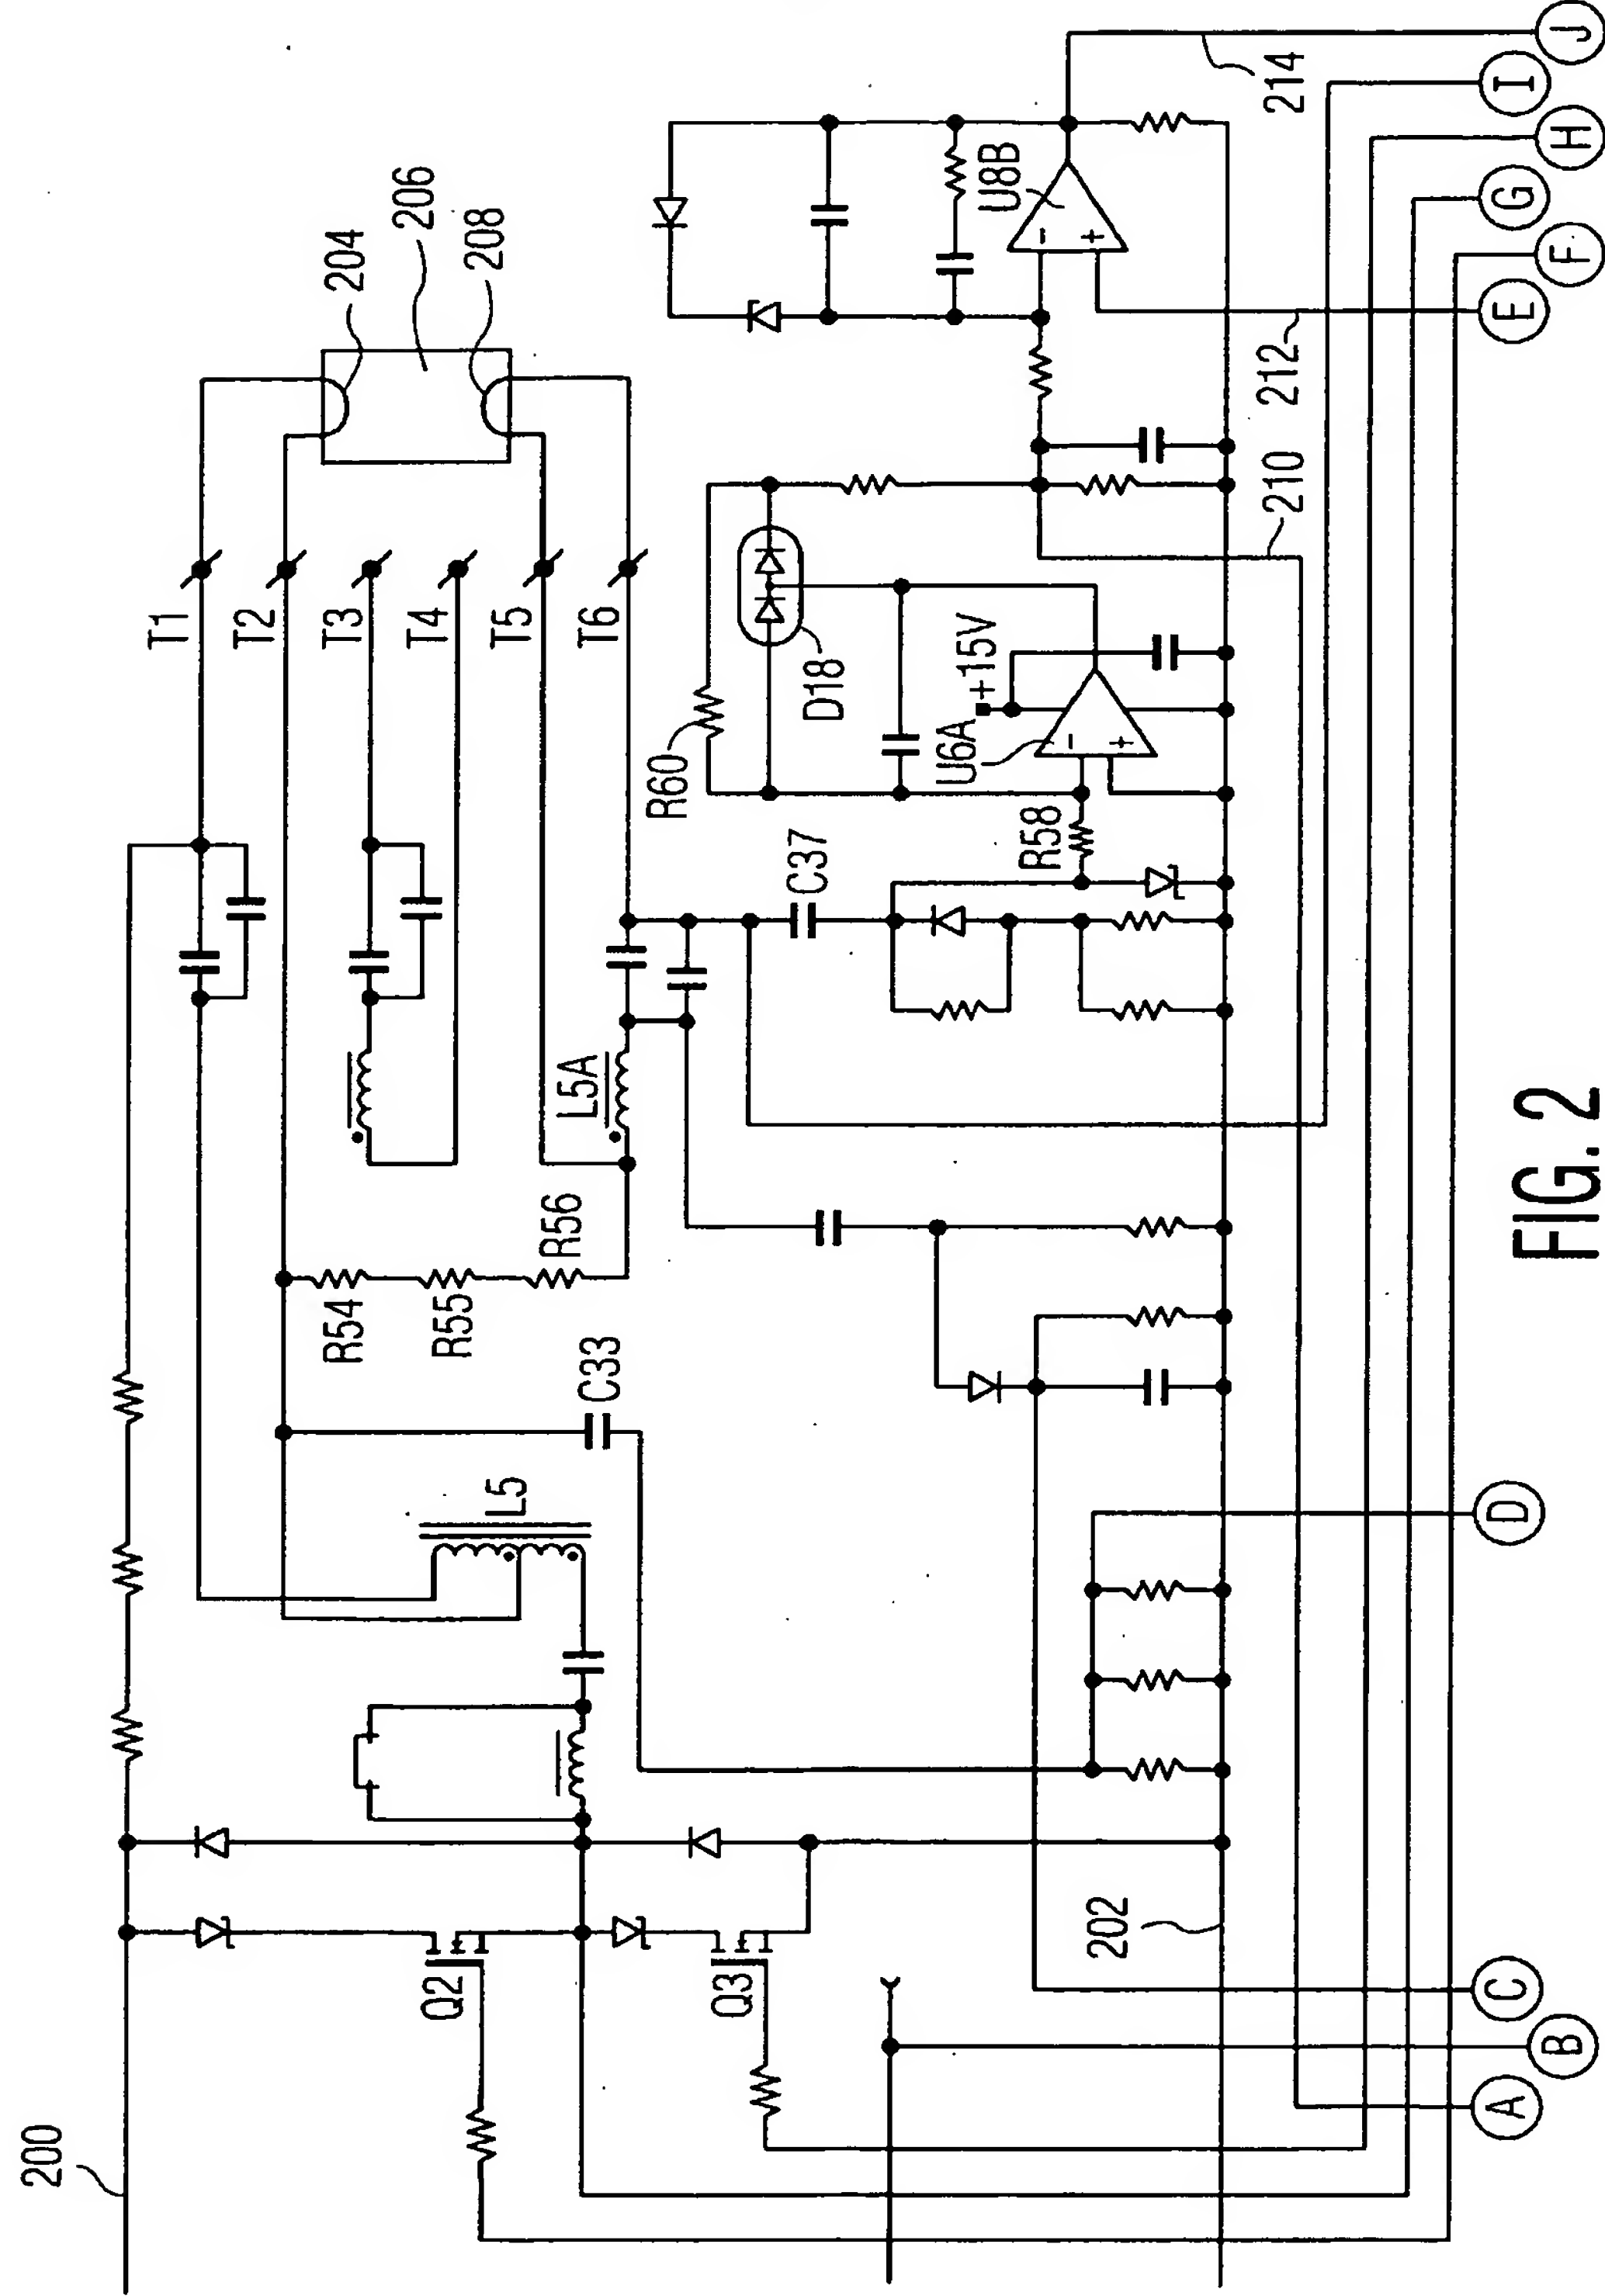 200
Q2
Q3
202
L5
C33
R54
R55
R56
L5A
C37
R58
R60
D18
U6A
+15V
-
+
T1
T2
T3
T4
T5
T6
204
206
208
U8B
-
+
210
212
214
A
B
C
D
E
F
G
H
I
J
FIG. 2